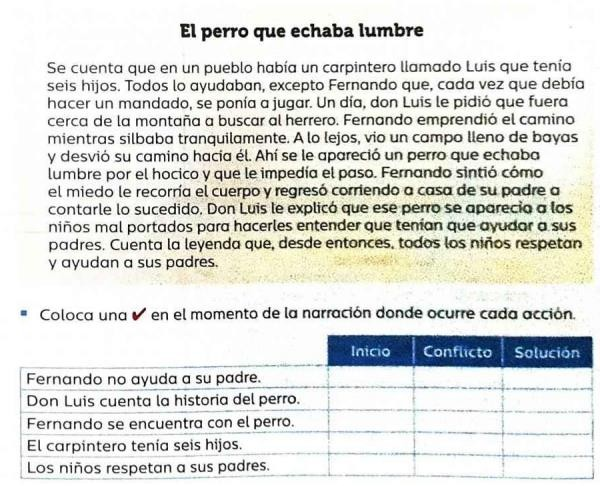 El perro que echaba lumbre
Se cuenta que en un pueblo había un carpintero llamado Luis que tenía
seis hijos. Todos lo ayudaban, excepto Fernando que, cada vez que debía
hacer un mandado, se ponía a jugar. Un día, don Luis le pidió que fuera
cerca de la montaña a buscar al herrero. Fernando emprendió el camino
mientras silbaba tranquilamente. A lo lejos, vio un campo lleno de bayas
y desvió su camino hacia él. Ahí se le apareció un perro que echaba
lumbre por el hocico y que le impedía el paso. Fernando sintió cómo
el miedo le recorría el cuerpo y regresó corriendo a casa de su padre a
contarle lo sucedido. Don Luis le explicó que ese perro se aparecía a los
niños mal portados para hacerles entender que tenían que ayudar a sus
padres. Cuenta la leyenda que, desde entonces, todos los niños respetan
y ayudan a sus padres.
Coloca una ✔ en el momento de la narración donde ocurre cada acción.
Inicio Conflicto Solución
Fernando no ayuda a su padre.
Don Luis cuenta la historia del perro.
Fernando se encuentra con el perro.
El carpintero tenía seis hijos.
Los niños respetan a sus padres.